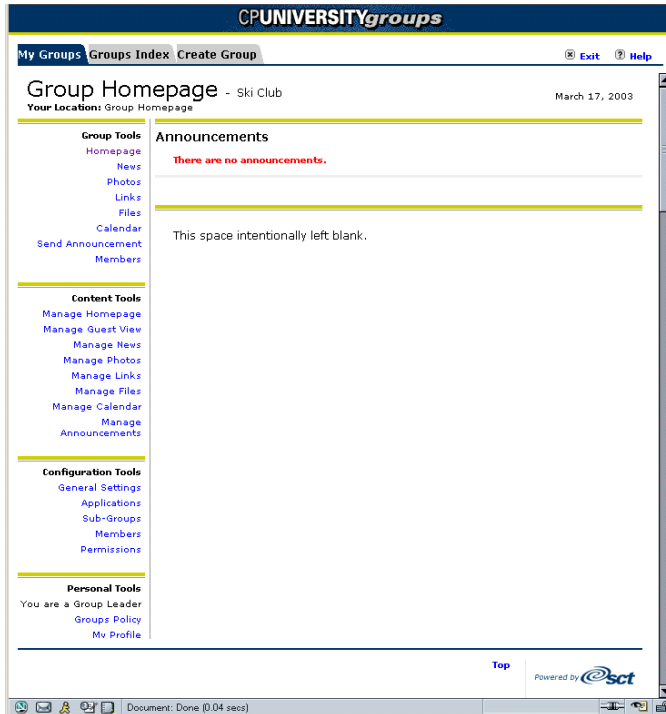 CPUNIVERSITYgroups
My Groups Groups Index Create Group
Exit ? Help
Group Homepage - Ski Club
March 17, 2003
Your Location: Group Homepage
Group Tools
Homepage
News
Photos
Links
Files
Calendar
Send Announcement
Members
Announcements
There are no announcements.
This space intentionally left blank.
Content Tools
Manage Homepage
Manage Guest View
Manage News
Manage Photos
Manage Links
Manage Files
Manage Calendar
Manage
Announcements
Configuration Tools
General Settings
Applications
Sub-Groups
Members
Permissions
Personal Tools
You are a Group Leader
Groups Policy
My Profile
Top
Powered by sct
Document: Done (0.04 secs)